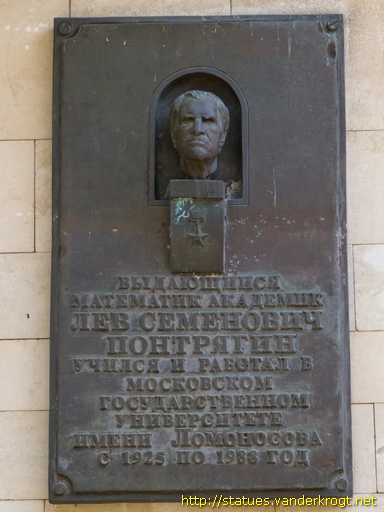 ВЫДАЮЩИЙСЯ
МАТЕМАТИК АКАДЕМИК
ЛЕВ СЕМЕНОВИЧ
ПОНТРЯГИН
УЧИЛСЯ И РАБОТАЛ В
МОСКОВСКОМ
ГОСУДАРСТВЕННОМ
УНИВЕРСИТЕТЕ
ИМЕНИ ЛОМОНОСОВА
С 1925 ПО 1988 ГОД
http://statues.vanderkrogt.net